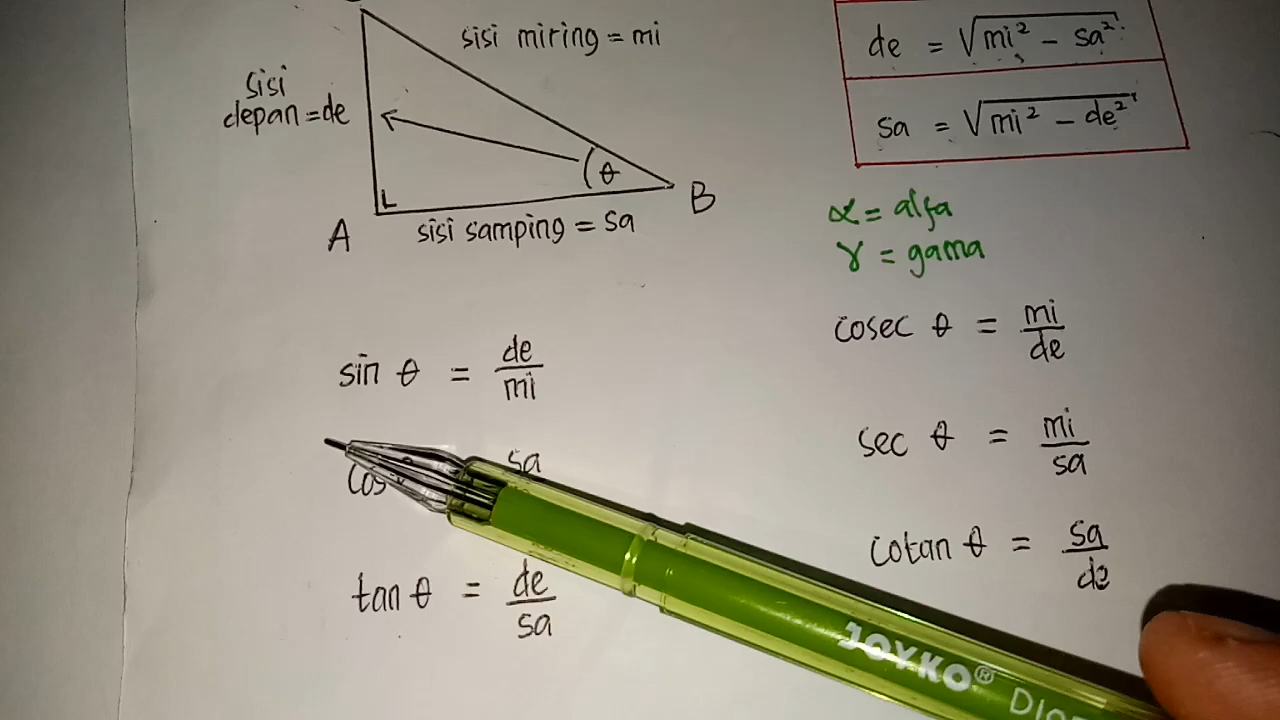 sisi miring = mi
sisi
depan = de
θ
A
B
sisi samping = sa
de = √mi² - sa²
sa = √mi² - de²
α = alfa
γ = gama
sin θ = de/mi
cos
sa
tan θ = de/sa
cosec θ = mi/de
sec θ = mi/sa
cotan θ = sa/de
JOYKO®